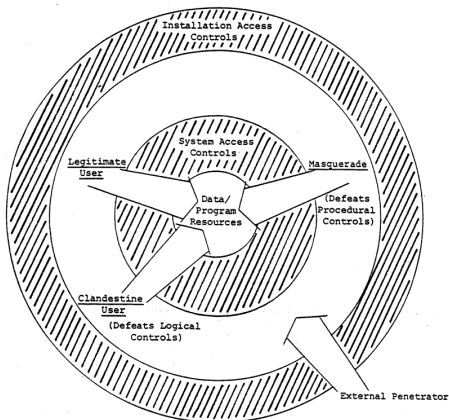 Installation Access
Controls
System Access
Controls
Legitimate
User
Masquerade
Data/
Program
Resources
(Defeats
Procedural
Controls)
Clandestine
User
(Defeats Logical
Controls)
External Penetrator